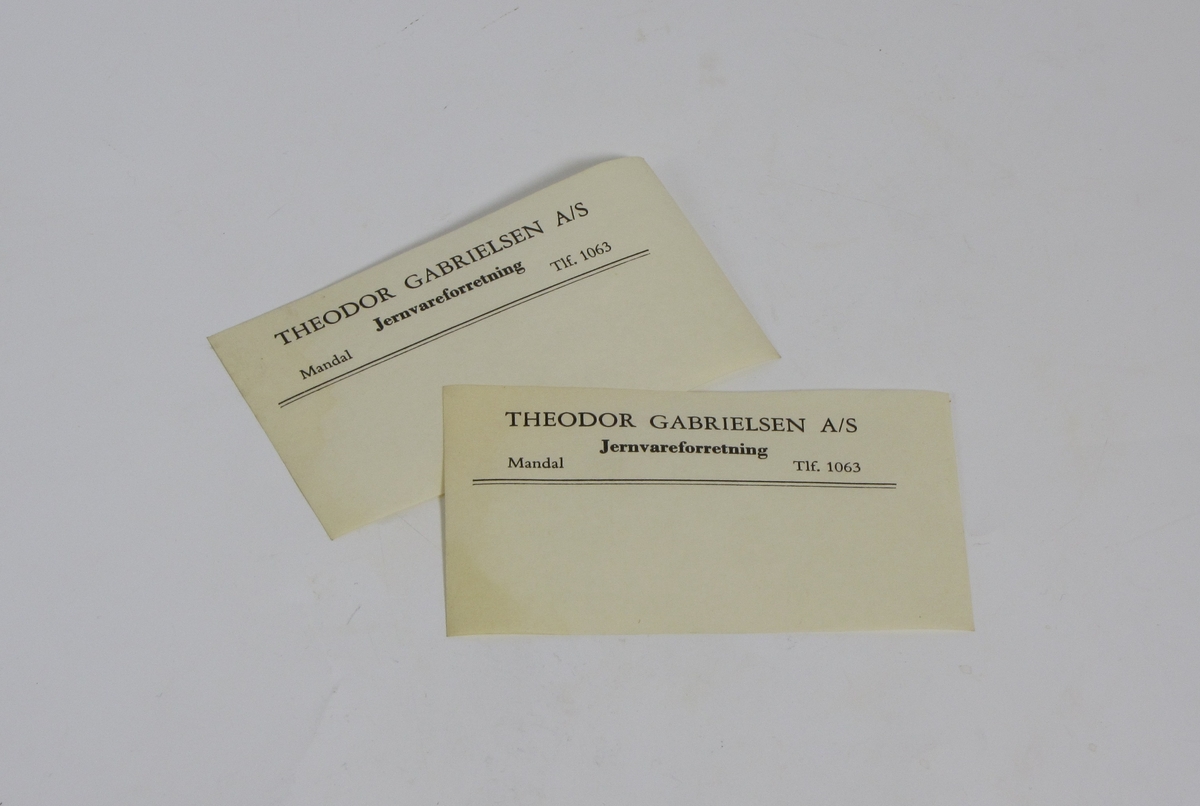 THEODOR GABRIELSEN A/S
Jernvareforretning
Mandal Tlf. 1063
THEODOR GABRIELSEN A/S
Jernvareforretning
Mandal Tlf. 1063